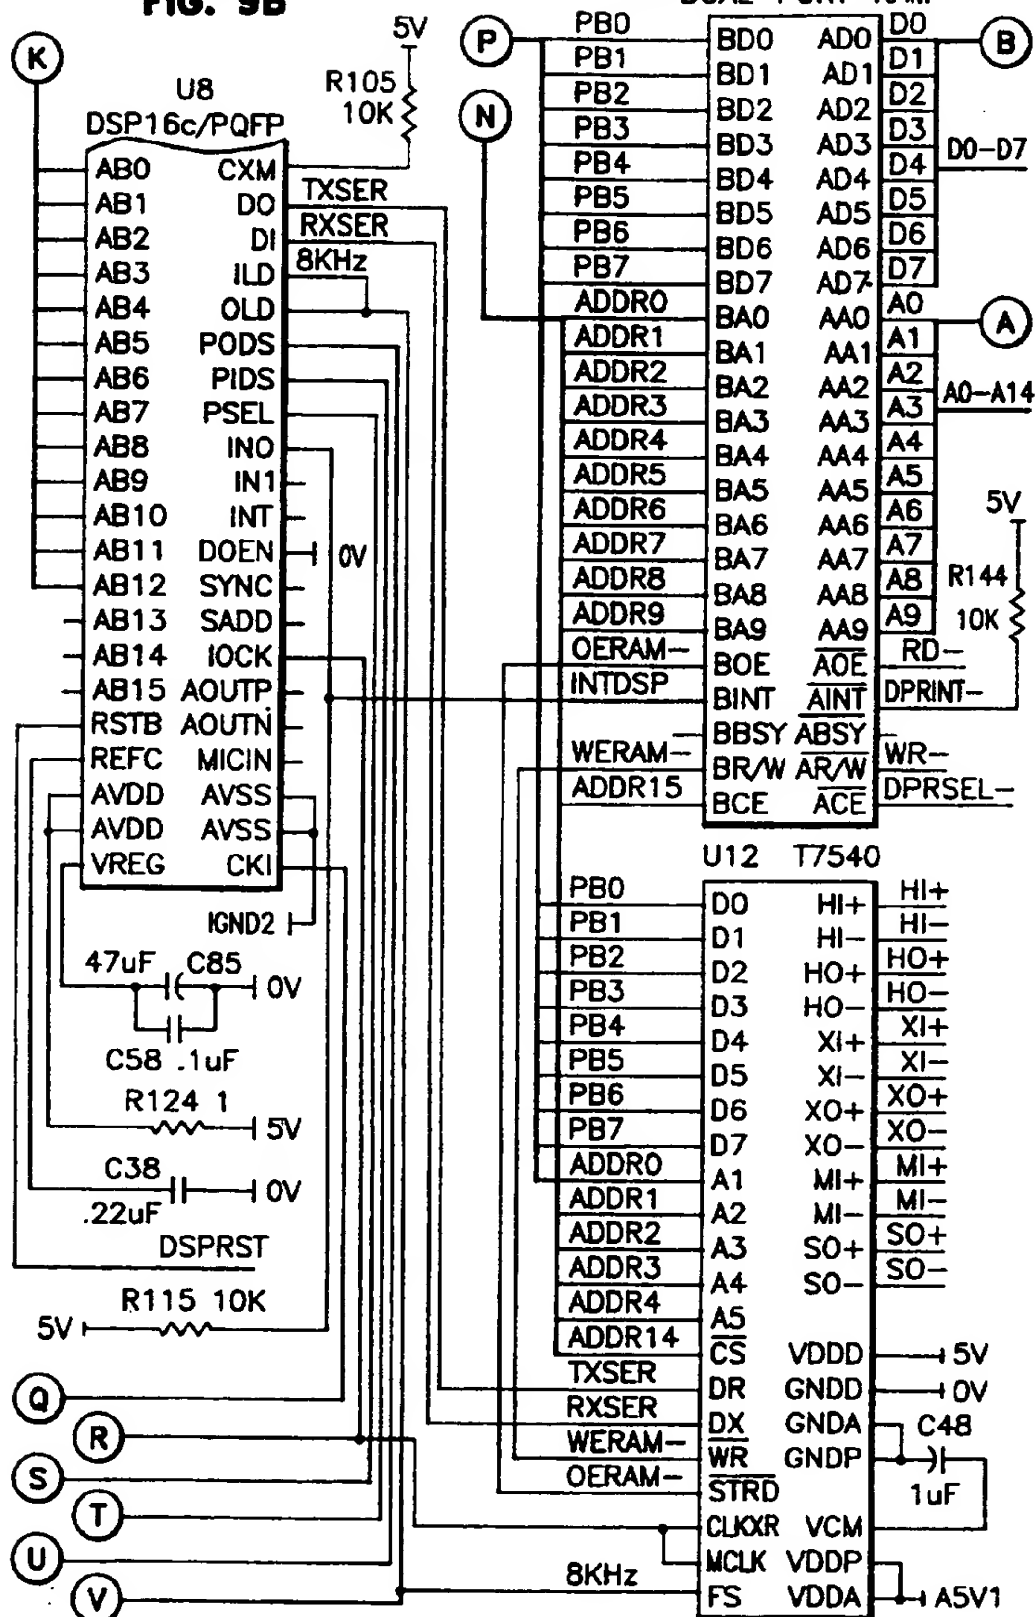 FIG. 9B
K
U8
DSP16c/PQFP
5V
R105
10K
AB0 CXM
AB1 DO TXSER
AB2 DI RXSER
AB3 ILD 8KHz
AB4 OLD
AB5 PODS
AB6 PIDS
AB7 PSEL
AB8 IN0
AB9 IN1
AB10 INT
AB11 DOEN 0V
AB12 SYNC
AB13 SADD
AB14 IOCK
AB15 AOUTP
RSTB AOUTN
REFC MICIN
AVDD AVSS
AVDD AVSS
VREG CKI
IGND2
47uF C85 0V
C58 .1uF
R124 1
5V
C38
0V
.22uF
DSPRST
R115 10K
5V
Q
R
S
T
U
V
DUAL PORT RAM
P
N
PB0 BD0 AD0 D0 B
PB1 BD1 AD1 D1
PB2 BD2 AD2 D2
PB3 BD3 AD3 D3
D0-D7
PB4 BD4 AD4 D4
PB5 BD5 AD5 D5
PB6 BD6 AD6 D6
PB7 BD7 AD7 D7
ADDR0 BA0 AA0 A0 A
ADDR1 BA1 AA1 A1
ADDR2 BA2 AA2 A2
A0-A14
ADDR3 BA3 AA3 A3
ADDR4 BA4 AA4 A4
ADDR5 BA5 AA5 A5
ADDR6 BA6 AA6 A6
ADDR7 BA7 AA7 A7
ADDR8 BA8 AA8 A8
ADDR9 BA9 AA9 A9
5V
R144
10K
OERAM- BOE AOE RD-
INTDSP BINT AINT DPRINT-
BBSY ABSY
WERAM- BR/W AR/W WR-
ADDR15 BCE ACE DPRSEL-
U12 T7540
PB0 D0 HI+ HI+
PB1 D1 HI- HI-
PB2 D2 HO+ HO+
PB3 D3 HO- HO-
PB4 D4 XI+ XI+
PB5 D5 XI- XI-
PB6 D6 XO+ XO+
PB7 D7 XO- XO-
ADDR0 A1 MI+ MI+
ADDR1 A2 MI- MI-
ADDR2 A3 SO+ SO+
ADDR3 A4 SO- SO-
ADDR4 A5
ADDR14 CS VDDD 5V
TXSER DR GNDD 0V
RXSER DX GNDA C48
WERAM- WR GNDP
1uF
OERAM- STRD
CLKXR VCM
MCLK VDDP
8KHz FS VDDA A5V1